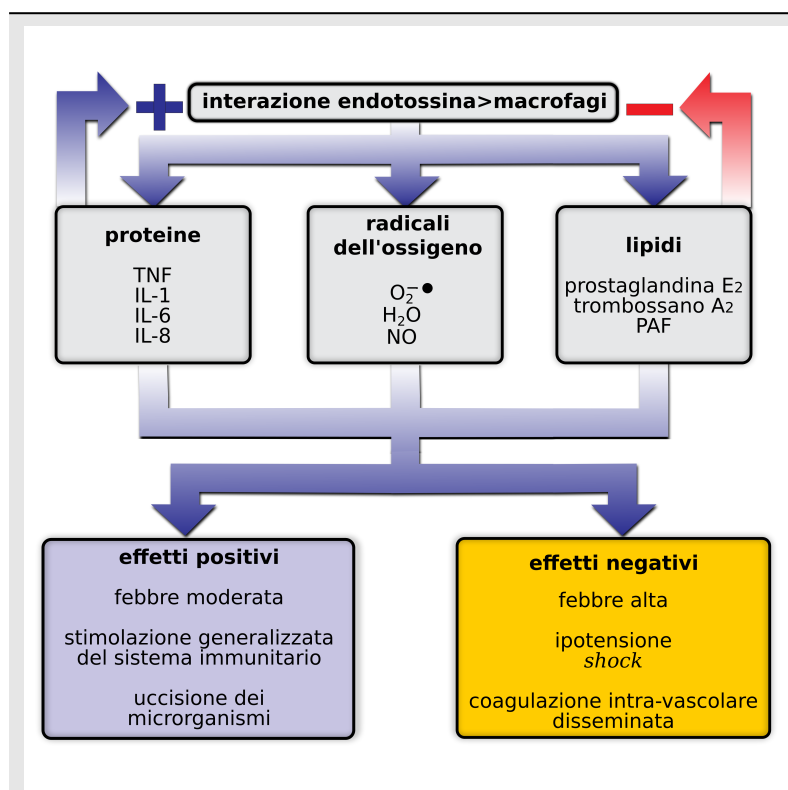 + interazione endotossina>macrofagi −
proteine
TNF
IL-1
IL-6
IL-8
radicali
dell'ossigeno
O₂⁻●
H₂O
NO
lipidi
prostaglandina E2
trombossano A2
PAF
effetti positivi
febbre moderata
stimolazione generalizzata
del sistema immunitario
uccisione dei
microrganismi
effetti negativi
febbre alta
ipotensione
shock
coagulazione intra-vascolare
disseminata